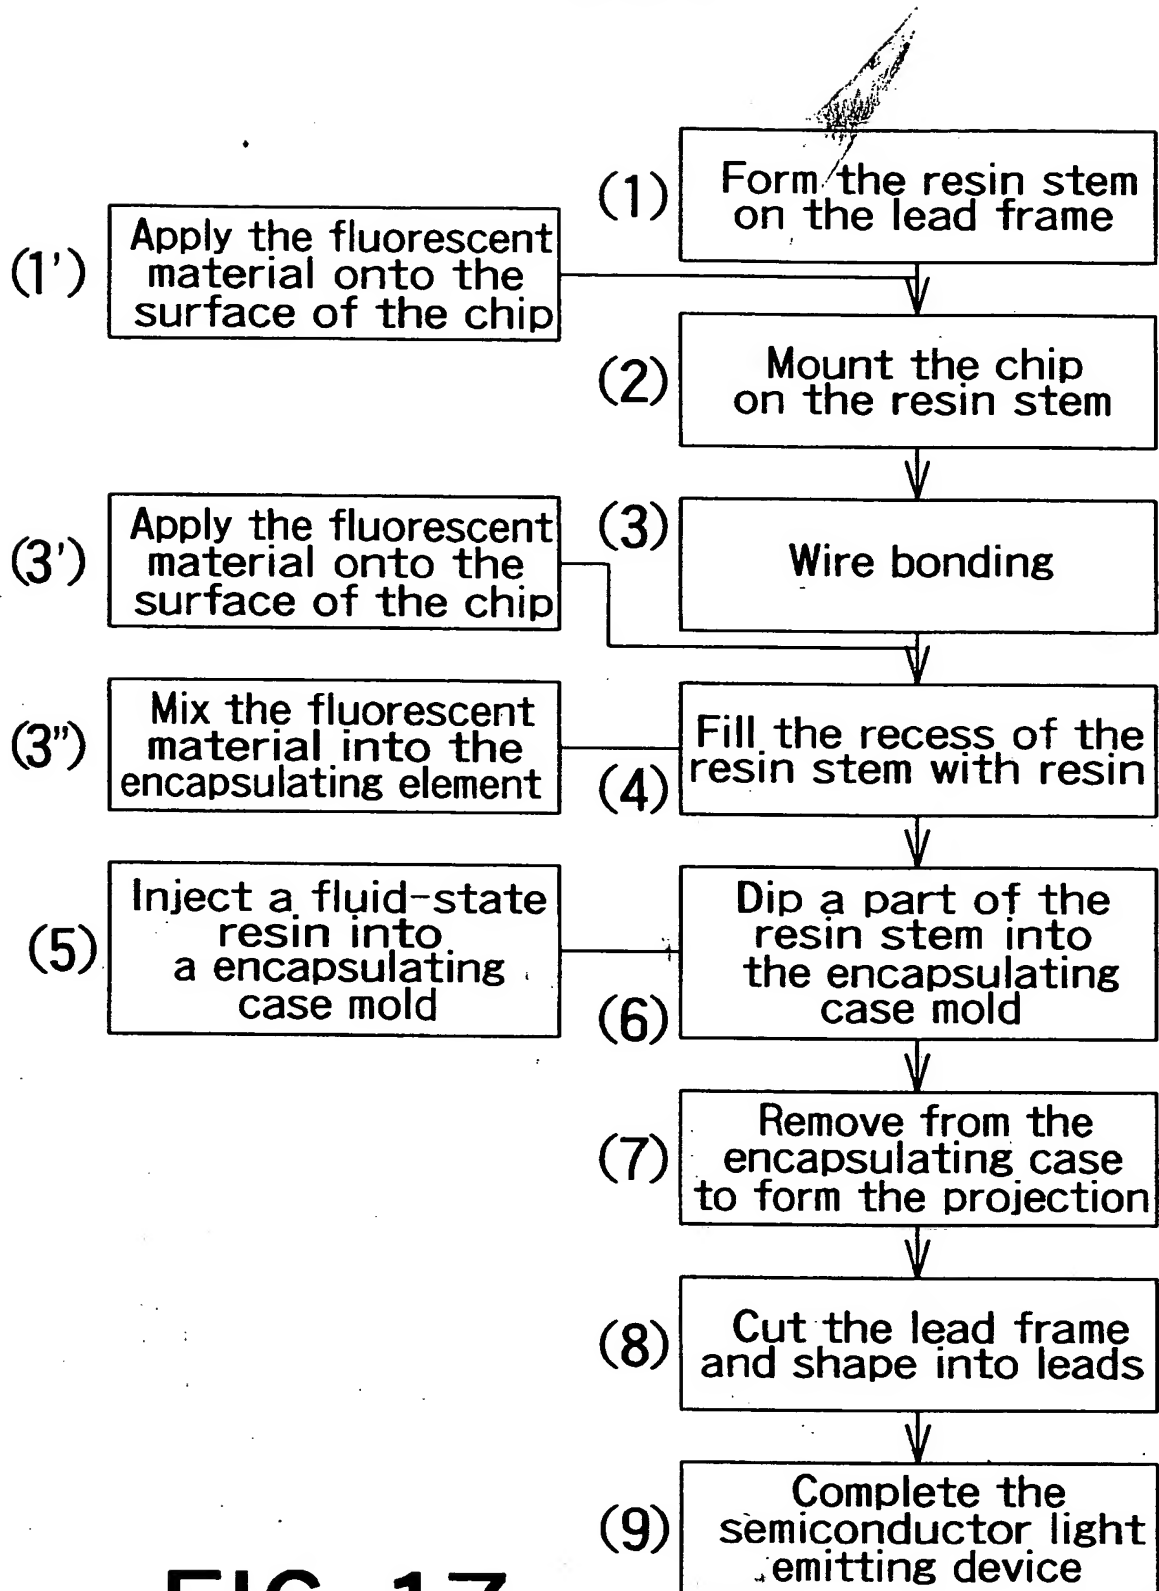 (1)
Form the resin stem
on the lead frame
(1')
Apply the fluorescent
material onto the
surface of the chip
(2)
Mount the chip
on the resin stem
(3)
Wire bonding
(3')
Apply the fluorescent
material onto the
surface of the chip
(3")
Mix the fluorescent
material into the
encapsulating element
(4)
Fill the recess of the
resin stem with resin
(5)
Inject a fluid-state
resin into
a encapsulating
case mold
(6)
Dip a part of the
resin stem into
the encapsulating
case mold
(7)
Remove from the
encapsulating case
to form the projection
(8)
Cut the lead frame
and shape into leads
(9)
Complete the
semiconductor light
emitting device
FIG. 17